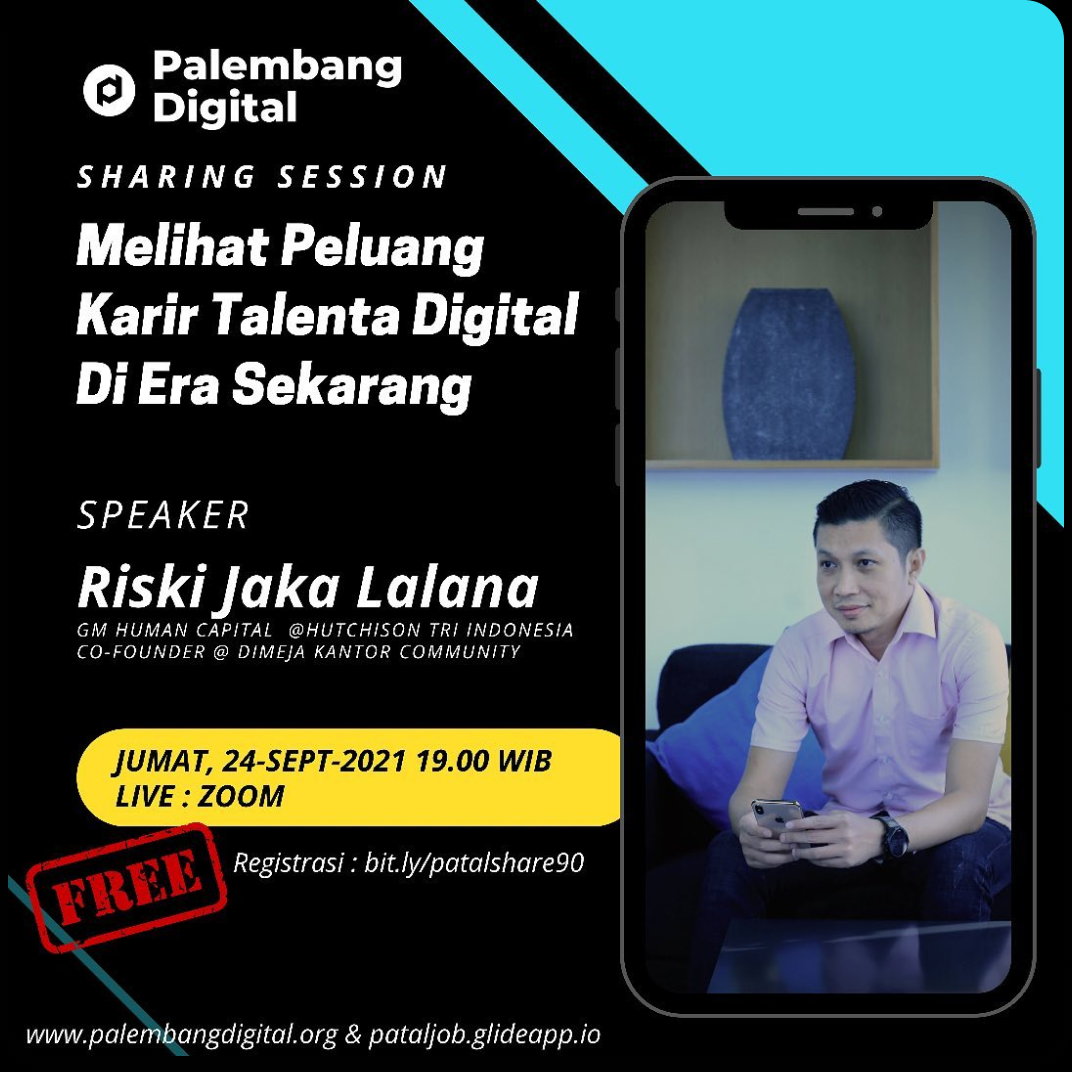 Palembang
Digital
SHARING SESSION
Melihat Peluang
Karir Talenta Digital
Di Era Sekarang
SPEAKER
Riski Jaka Lalana
GM HUMAN CAPITAL @HUTCHISON TRI INDONESIA
CO-FOUNDER @ DIMEJA KANTOR COMMUNITY
JUMAT, 24-SEPT-2021 19.00 WIB
LIVE : ZOOM
FREE
Registrasi : bit.ly/patalshare90
www.palembangdigital.org & pataljob.glideapp.io